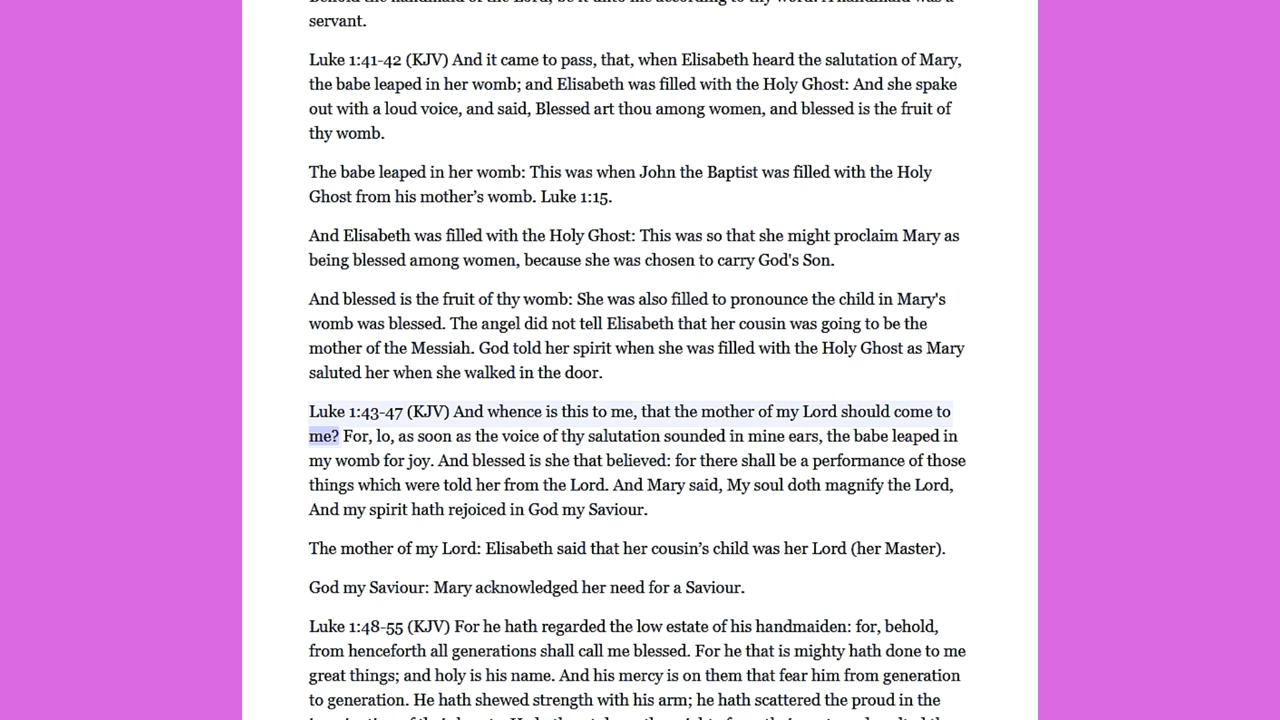 Behold the handmaid of the Lord; be it unto me according to thy word: A handmaid was a
servant.
Luke 1:41-42 (KJV) And it came to pass, that, when Elisabeth heard the salutation of Mary,
the babe leaped in her womb; and Elisabeth was filled with the Holy Ghost: And she spake
out with a loud voice, and said, Blessed art thou among women, and blessed is the fruit of
thy womb.
The babe leaped in her womb: This was when John the Baptist was filled with the Holy
Ghost from his mother’s womb. Luke 1:15.
And Elisabeth was filled with the Holy Ghost: This was so that she might proclaim Mary as
being blessed among women, because she was chosen to carry God's Son.
And blessed is the fruit of thy womb: She was also filled to pronounce the child in Mary's
womb was blessed. The angel did not tell Elisabeth that her cousin was going to be the
mother of the Messiah. God told her spirit when she was filled with the Holy Ghost as Mary
saluted her when she walked in the door.
Luke 1:43-47 (KJV) And whence is this to me, that the mother of my Lord should come to
me? For, lo, as soon as the voice of thy salutation sounded in mine ears, the babe leaped in
my womb for joy. And blessed is she that believed: for there shall be a performance of those
things which were told her from the Lord. And Mary said, My soul doth magnify the Lord,
And my spirit hath rejoiced in God my Saviour.
The mother of my Lord: Elisabeth said that her cousin’s child was her Lord (her Master).
God my Saviour: Mary acknowledged her need for a Saviour.
Luke 1:48-55 (KJV) For he hath regarded the low estate of his handmaiden: for, behold,
from henceforth all generations shall call me blessed. For he that is mighty hath done to me
great things; and holy is his name. And his mercy is on them that fear him from generation
to generation. He hath shewed strength with his arm; he hath scattered the proud in the